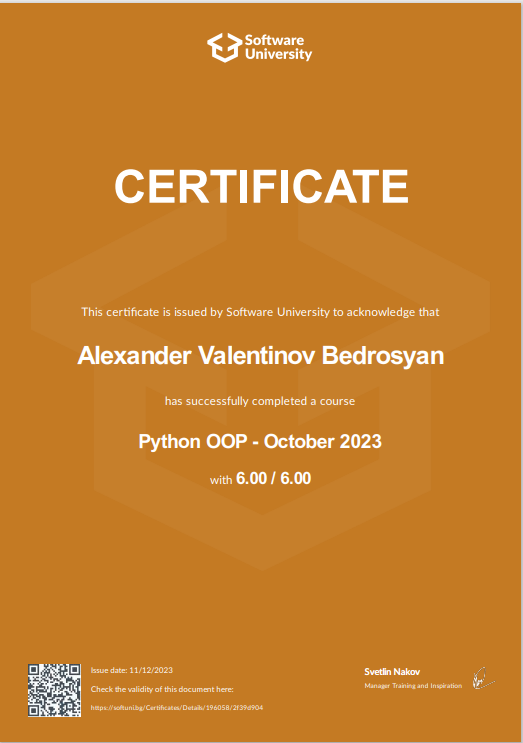 Software
University
CERTIFICATE
This certificate is issued by Software University to acknowledge that
Alexander Valentinov Bedrosyan
has successfully completed a course
Python OOP - October 2023
with 6.00 / 6.00
Issue date: 11/12/2023
Check the validity of this document here:
https://softuni.bg/Certificates/Details/196058/2f39d904
Svetlin Nakov
Manager Training and Inspiration